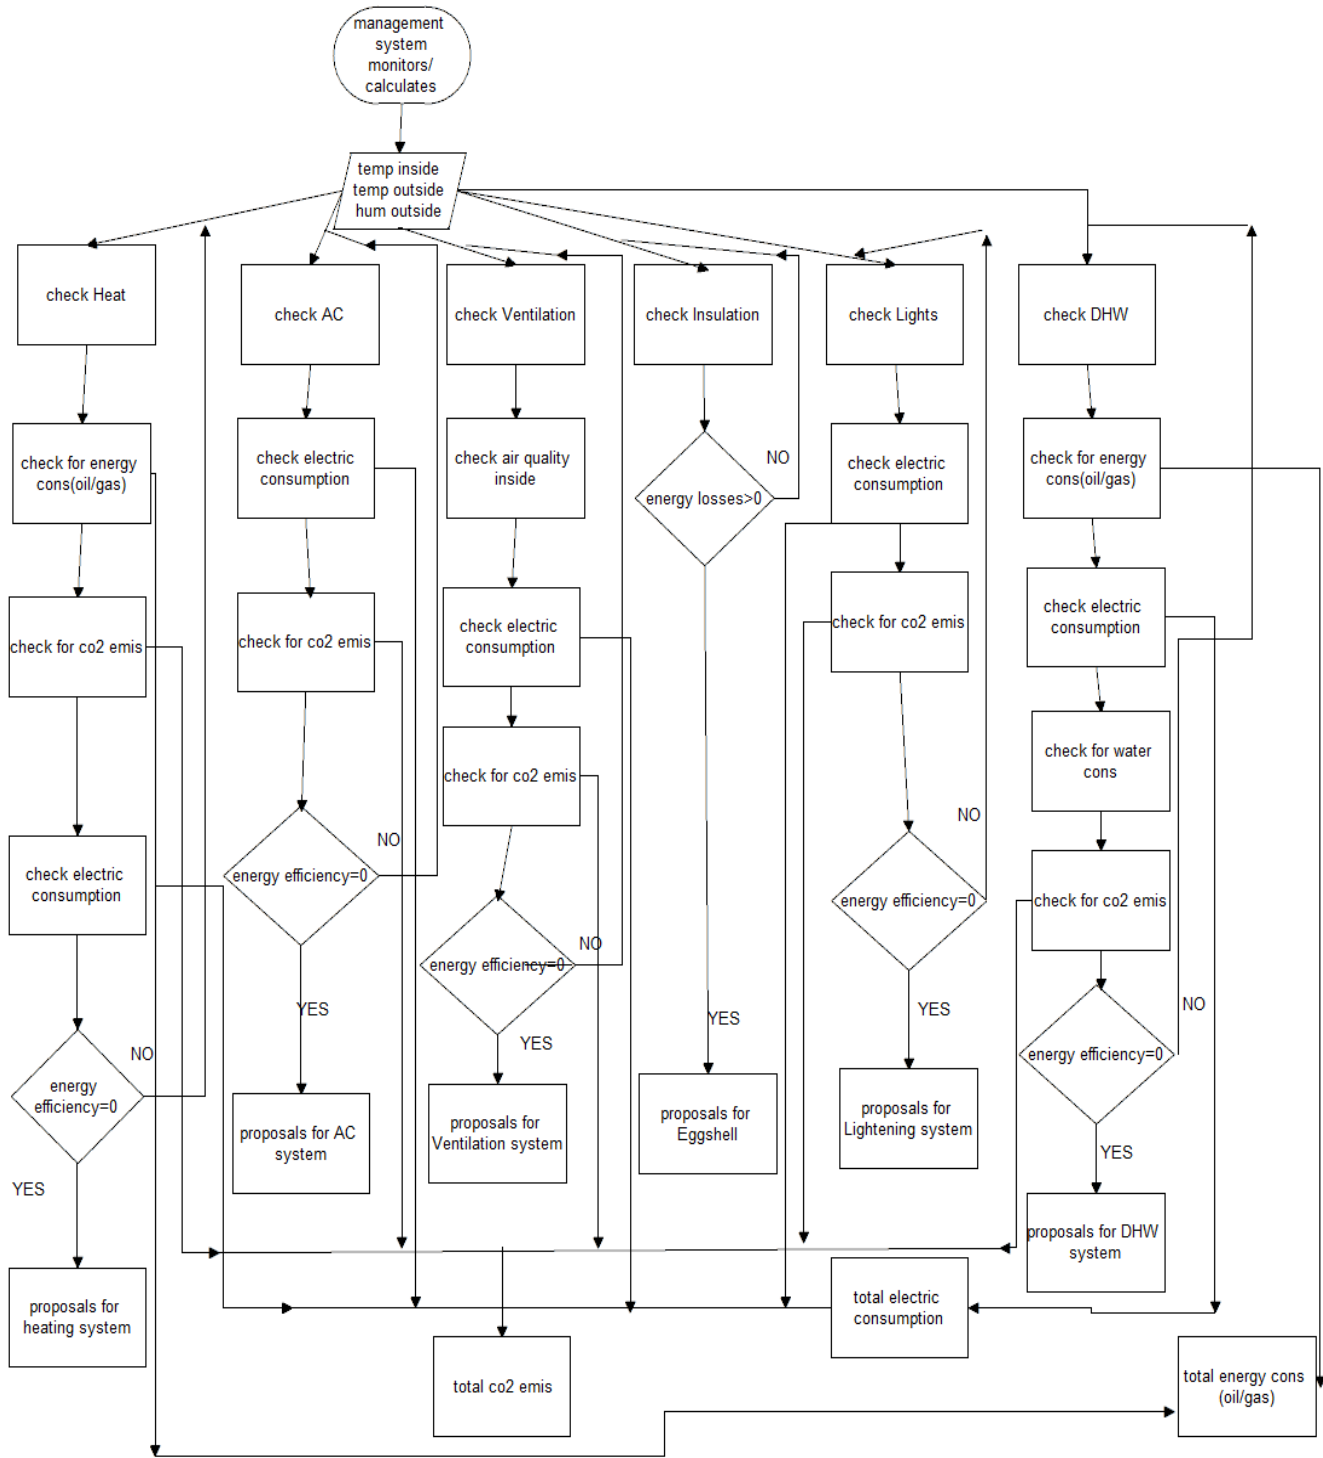 management
system
monitors/
calculates
temp inside
temp outside
hum outside
check Heat
check AC
check Ventilation
check Insulation
check Lights
check DHW
check for energy
cons(oil/gas)
check electric
consumption
check air quality
inside
energy losses>0
NO
check electric
consumption
check for energy
cons(oil/gas)
check for co2 emis
check for co2 emis
check electric
consumption
check for co2 emis
check electric
consumption
check for co2 emis
check for water
cons
check electric
consumption
energy efficiency=0
NO
energy efficiency=0
NO
energy efficiency=0
NO
check for co2 emis
YES
YES
YES
YES
energy efficiency=0
NO
energy
efficiency=0
NO
proposals for AC
system
proposals for
Ventilation system
proposals for
Eggshell
proposals for
Lightening system
YES
YES
proposals for DHW
system
proposals for
heating system
total electric
consumption
total co2 emis
total energy cons
(oil/gas)